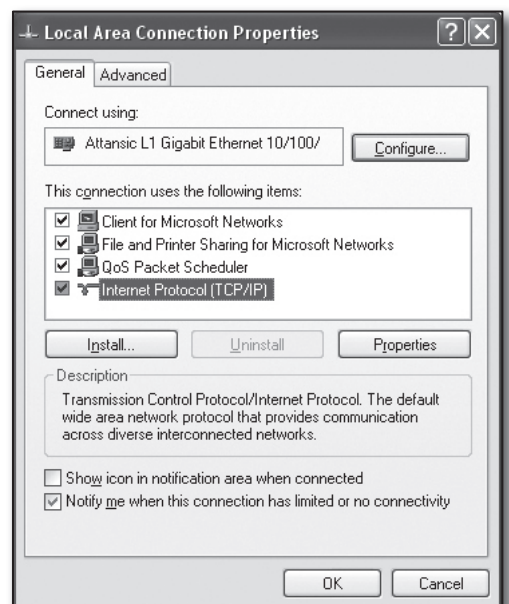 Local Area Connection Properties
General
Advanced
Connect using:
Attansic L1 Gigabit Ethernet 10/100/
Configure...
This connection uses the following items:
Client for Microsoft Networks
File and Printer Sharing for Microsoft Networks
QoS Packet Scheduler
Internet Protocol (TCP/IP)
Install...
Uninstall
Properties
Description
Transmission Control Protocol/Internet Protocol. The default
wide area network protocol that provides communication
across diverse interconnected networks.
Show icon in notification area when connected
Notify me when this connection has limited or no connectivity
OK
Cancel